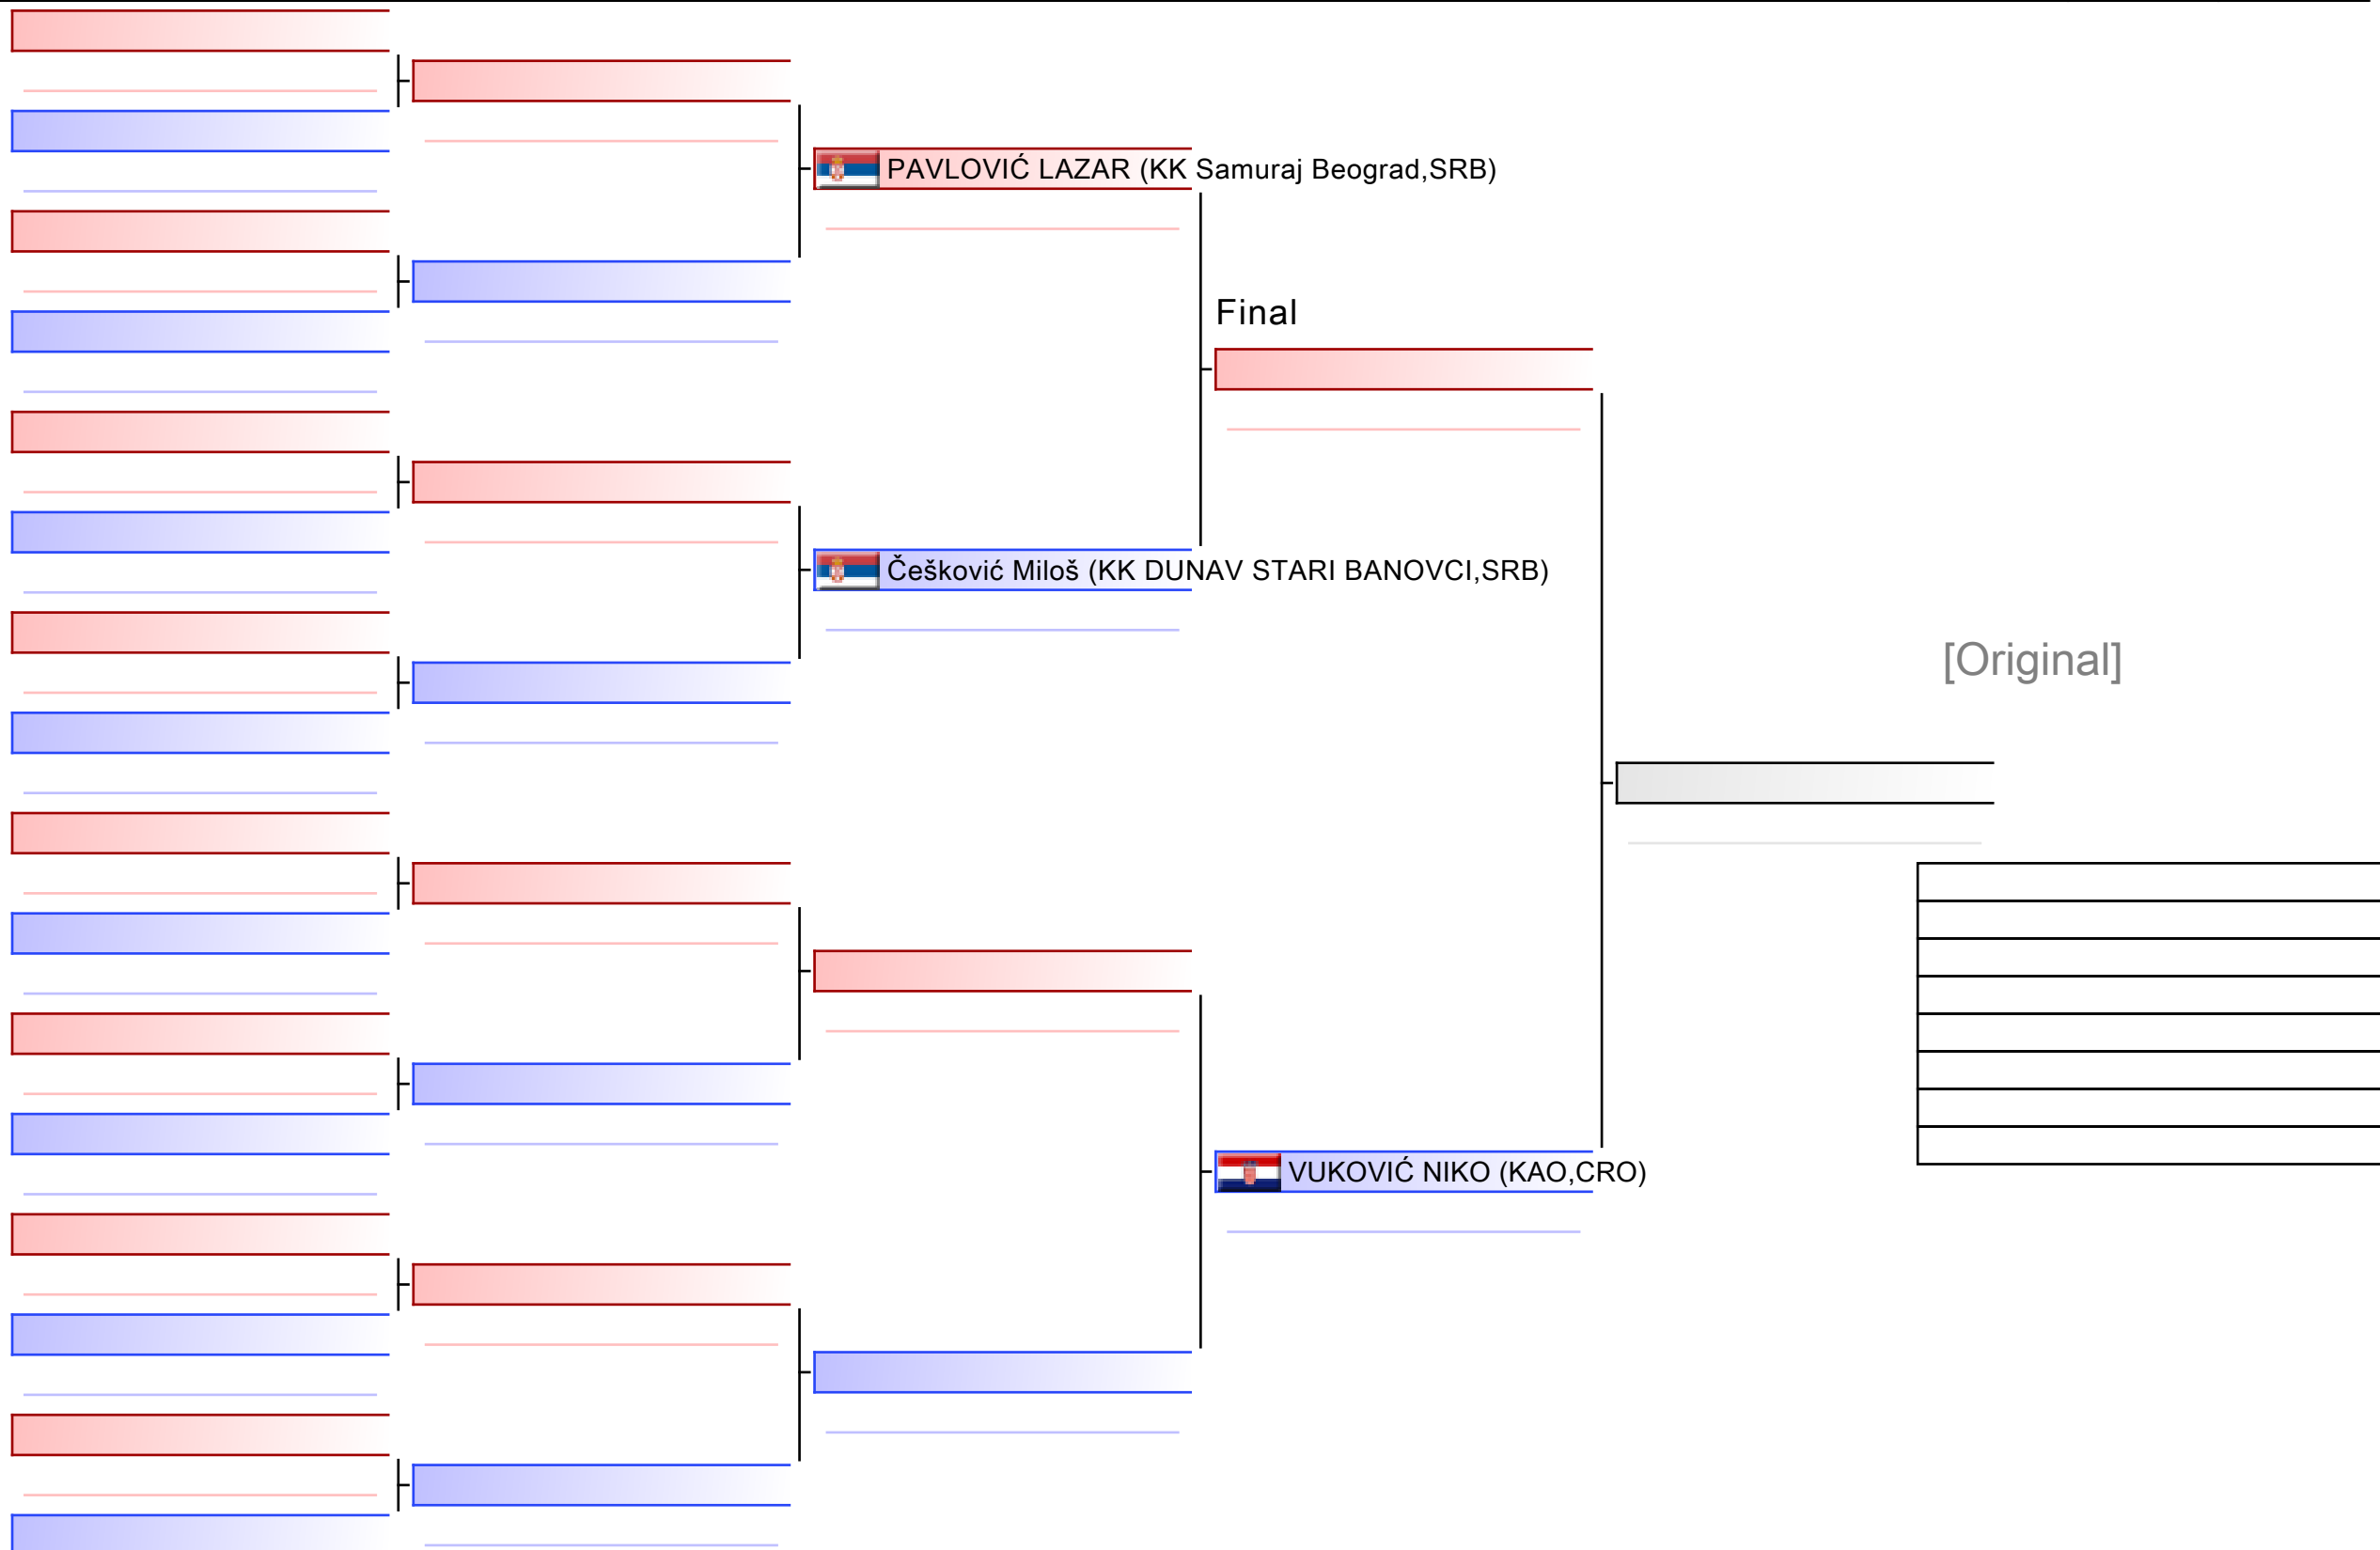 PAVLOVIĆ LAZAR (KK Samuraj Beograd,SRB)
Final
Češković Miloš (KK DUNAV STARI BANOVCI,SRB)
[Original]
VUKOVIĆ NIKO (KAO,CRO)